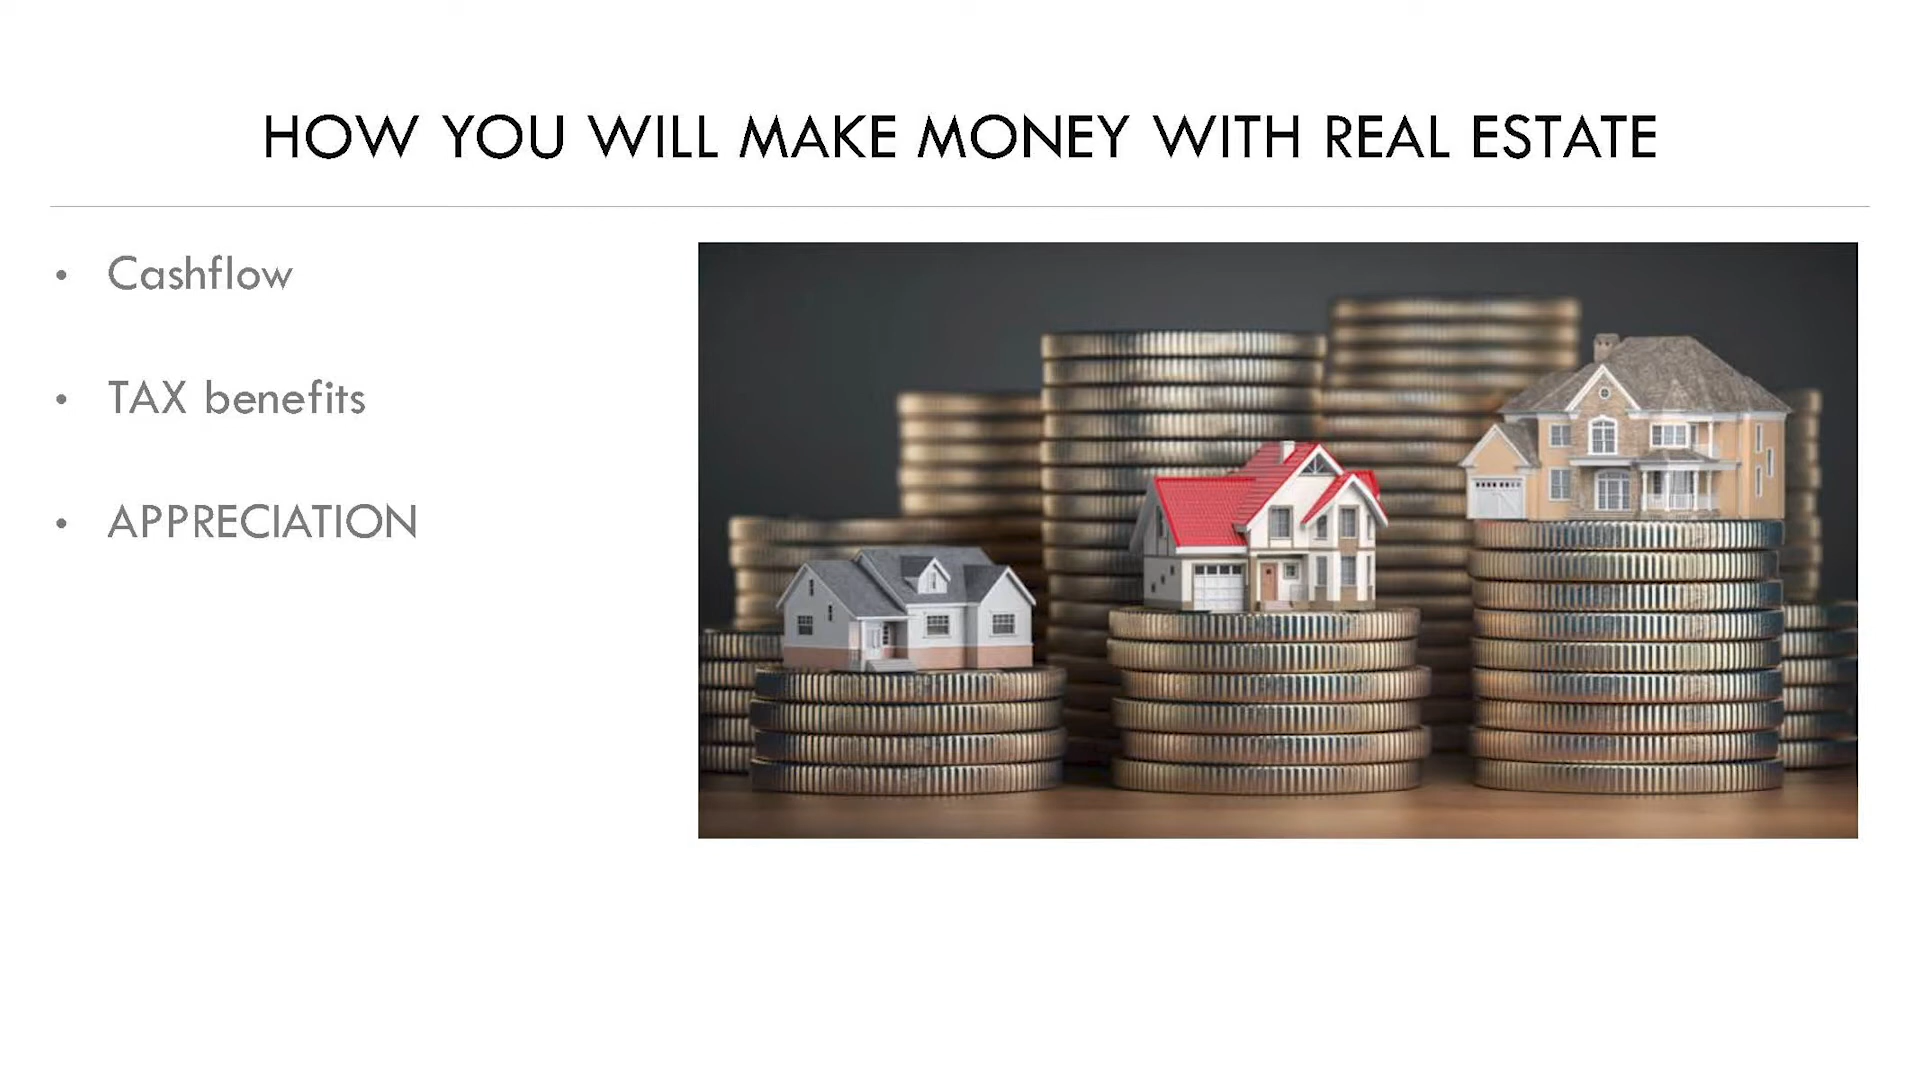 HOW YOU WILL MAKE MONEY WITH REAL ESTATE
• Cashflow
• TAX benefits
• APPRECIATION